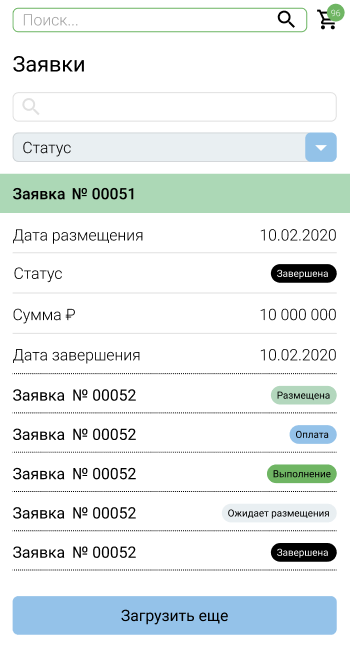 Поиск...
96
Заявки
Статус
Заявка № 00051
Дата размещения 10.02.2020
Статус Завершена
Сумма ₽ 10 000 000
Дата завершения 10.02.2020
Заявка № 00052 Размещена
Заявка № 00052 Оплата
Заявка № 00052 Выполнение
Заявка № 00052 Ожидает размещения
Заявка № 00052 Завершена
Загрузить еще